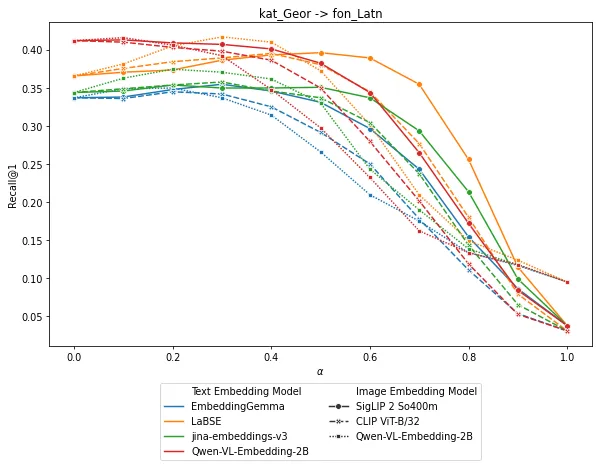 kat_Geor -> fon_Latn
Recall@1
0.40
0.35
0.30
0.25
0.20
0.15
0.10
0.05
0.0 0.2 0.4 0.6 0.8 1.0
α
Text Embedding Model Image Embedding Model
EmbeddingGemma SigLIP 2 So400m
LaBSE CLIP ViT-B/32
jina-embeddings-v3 Qwen-VL-Embedding-2B
Qwen-VL-Embedding-2B